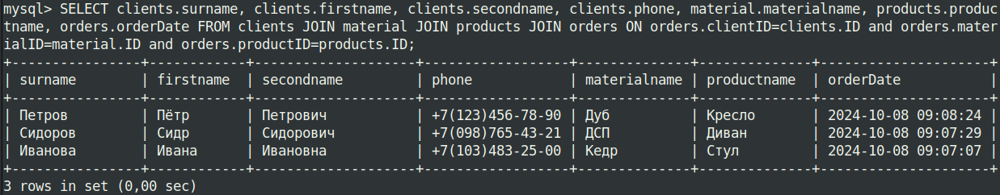 mysql> SELECT clients.surname, clients.firstname, clients.secondname, clients.phone, material.materialname, products.produc
tname, orders.orderDate FROM clients JOIN material JOIN products JOIN orders ON orders.clientID=clients.ID and orders.mater
ialID=material.ID and orders.productID=products.ID;
+----------------+------------+--------------------+------------------+--------------+--------------+---------------------+
| surname        | firstname  | secondname         | phone            | materialname | productname  | orderDate           |
+----------------+------------+--------------------+------------------+--------------+--------------+---------------------+
| Петров         | Пётр       | Петрович           | +7(123)456-78-90 | Дуб          | Кресло       | 2024-10-08 09:08:24 |
| Сидоров        | Сидр       | Сидорович          | +7(098)765-43-21 | ДСП          | Диван        | 2024-10-08 09:07:29 |
| Иванова        | Ивана      | Ивановна           | +7(103)483-25-00 | Кедр         | Стул         | 2024-10-08 09:07:07 |
+----------------+------------+--------------------+------------------+--------------+--------------+---------------------+
3 rows in set (0,00 sec)